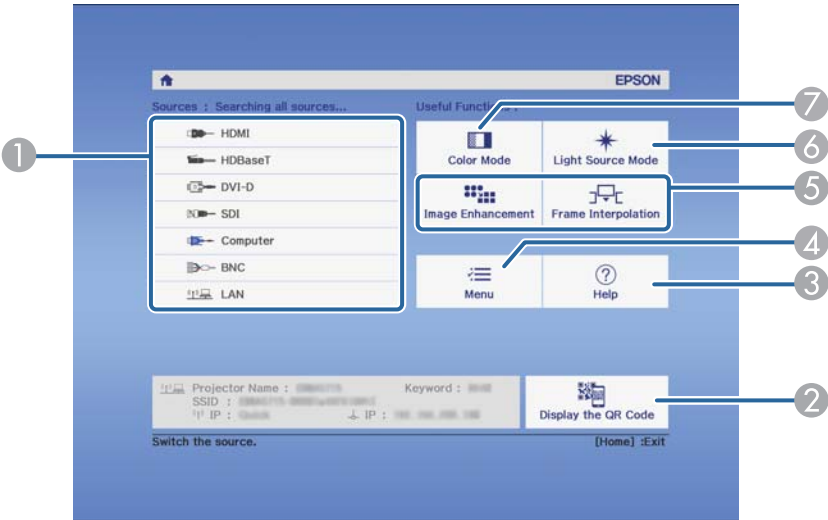 EPSON
Sources : Searching all sources...
Useful Functions :
HDMI
HDBaseT
DVI-D
SDI
Computer
BNC
LAN
Color Mode
Light Source Mode
Image Enhancement
Frame Interpolation
Menu
Help
Projector Name :
Keyword :
SSID :
IP :
IP :
Display the QR Code
Switch the source.
[Home] :Exit
1
7
6
5
4
3
2